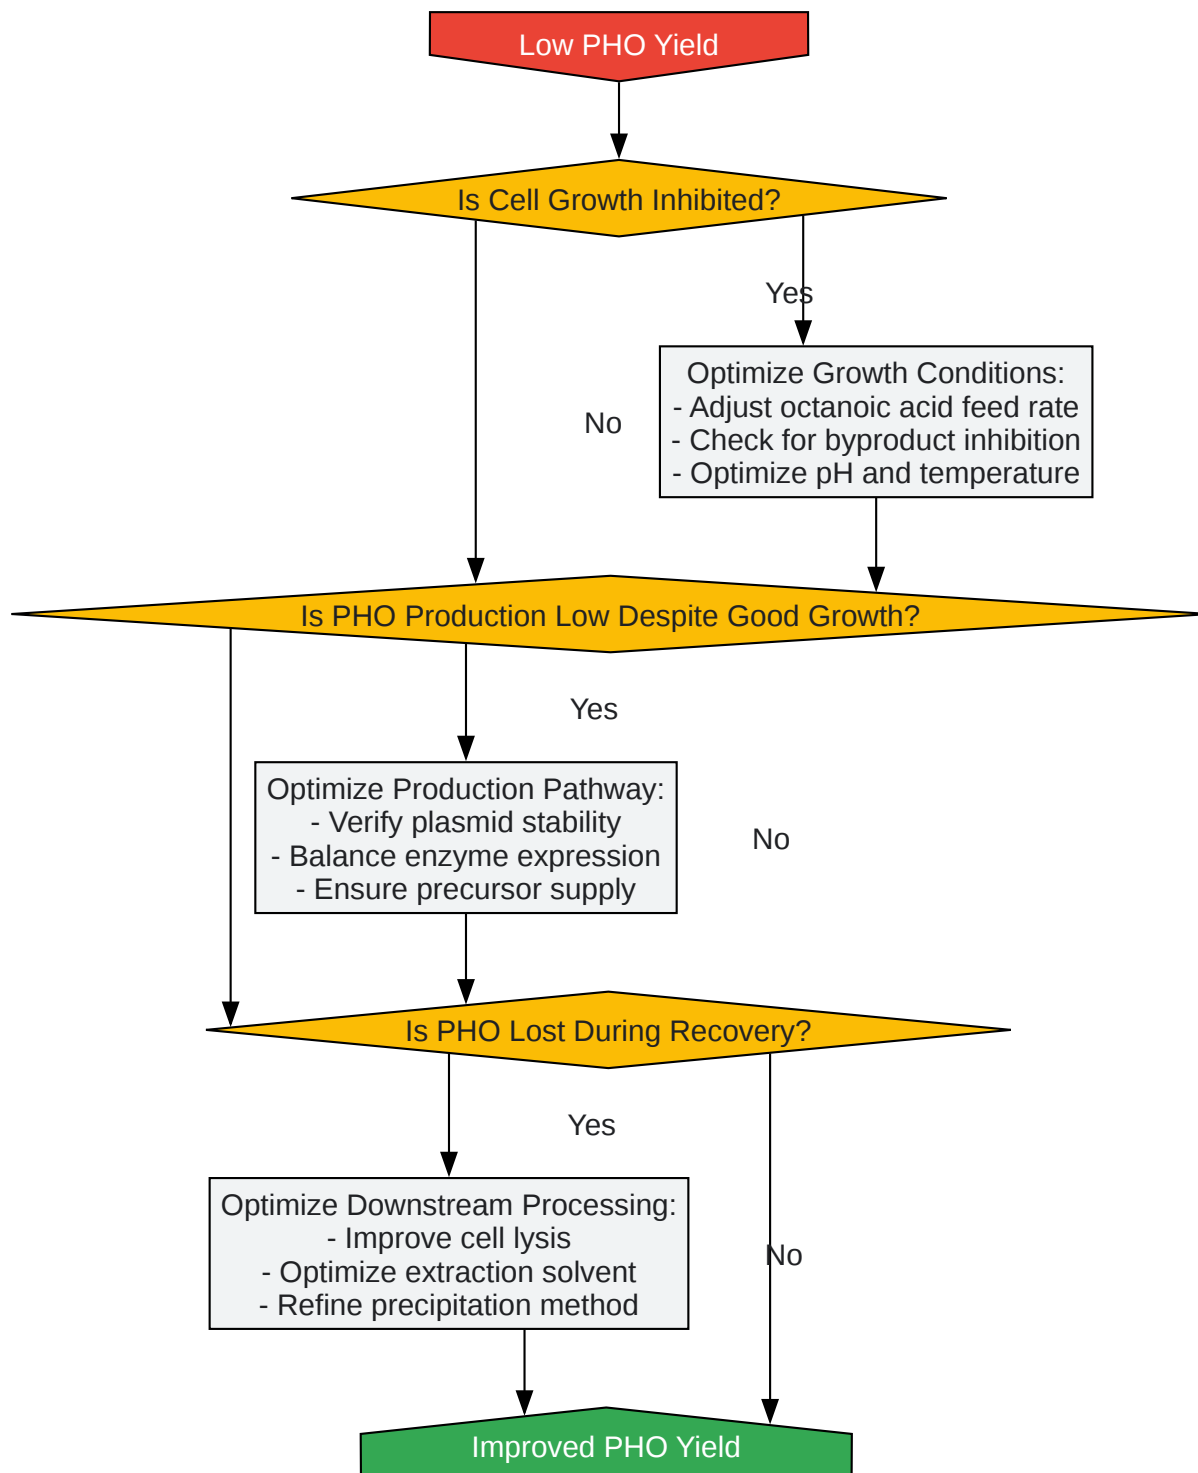 Low PHO Yield
Is Cell Growth Inhibited?
Yes
Optimize Growth Conditions:
- Adjust octanoic acid feed rate
- Check for byproduct inhibition
- Optimize pH and temperature
No
Is PHO Production Low Despite Good Growth?
Yes
Optimize Production Pathway:
- Verify plasmid stability
- Balance enzyme expression
- Ensure precursor supply
No
Is PHO Lost During Recovery?
Yes
Optimize Downstream Processing:
- Improve cell lysis
- Optimize extraction solvent
- Refine precipitation method
No
Improved PHO Yield